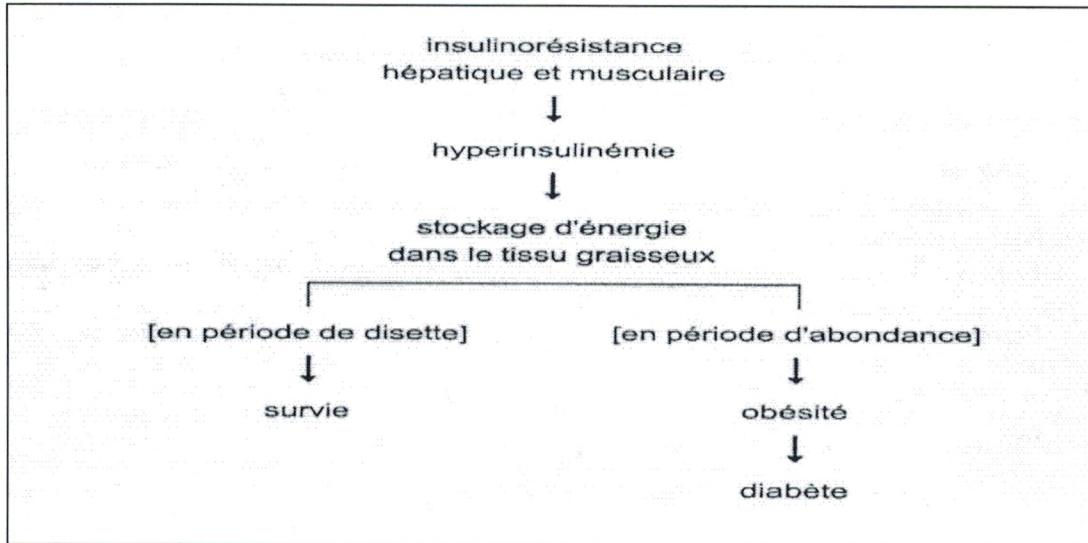 insulinorésistance
hépatique et musculaire
hyperinsulinémie
stockage d'énergie
dans le tissu graisseux
[en période de disette]
[en période d'abondance]
survie
obésité
diabète